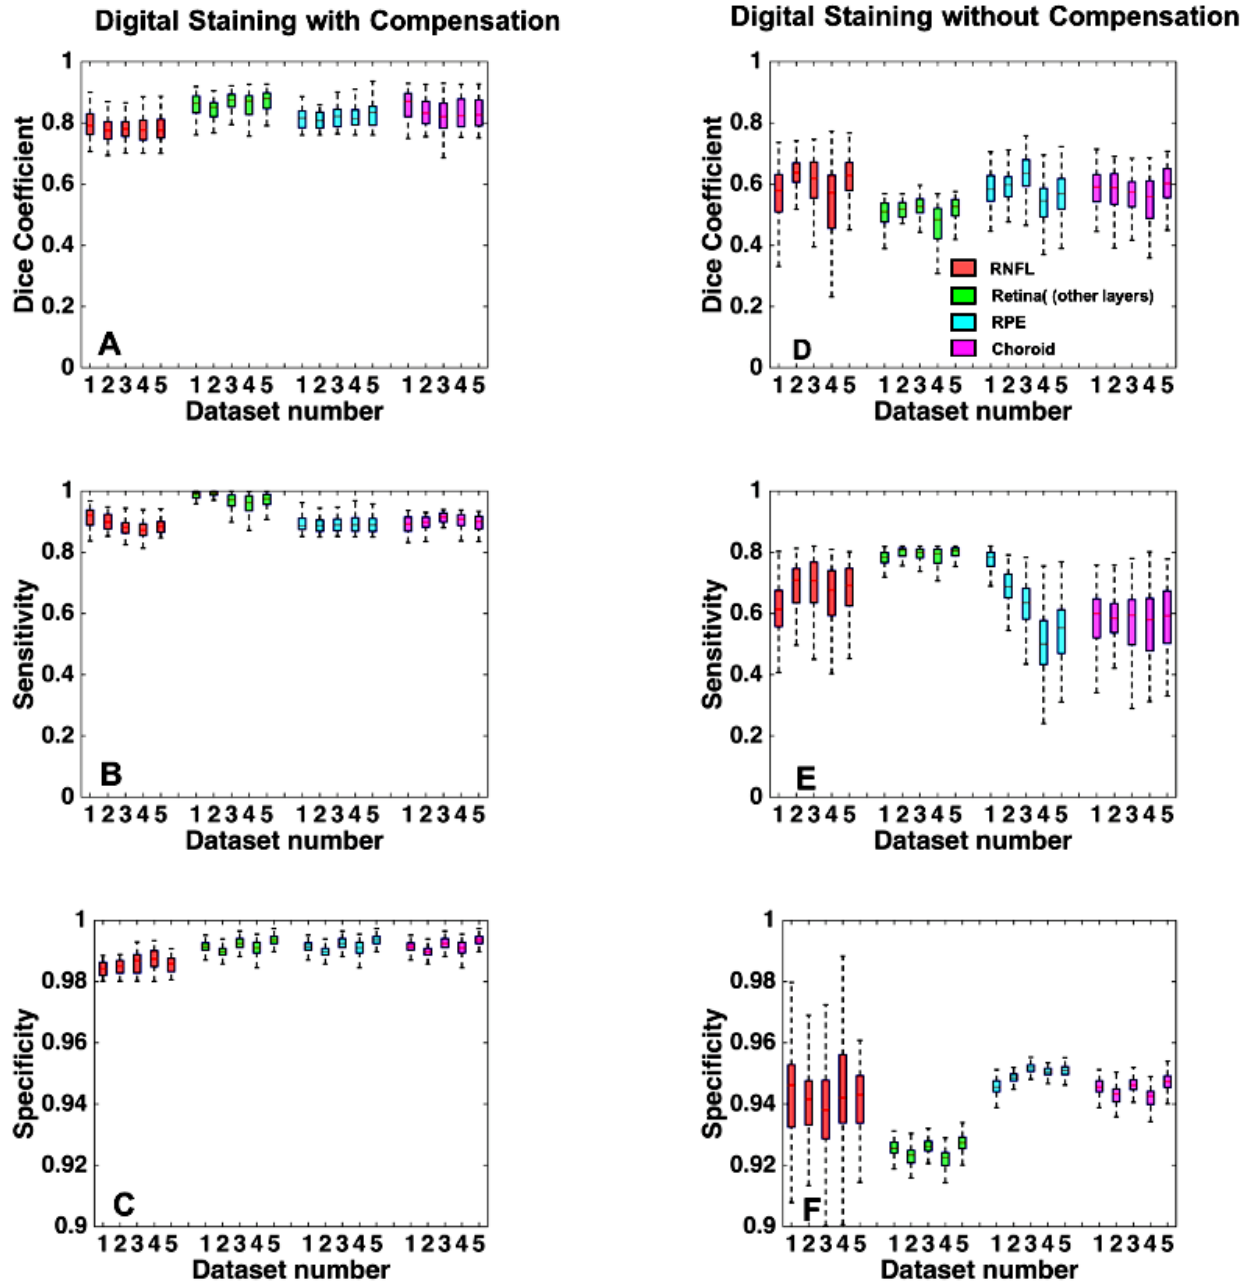 Digital Staining with Compensation
Digital Staining without Compensation
1
0.8
0.6
0.4
0.2
0
Dice Coefficient
A
1 2 3 4 5 1 2 3 4 5 1 2 3 4 5 1 2 3 4 5
Dataset number
1
0.8
0.6
0.4
0.2
0
Dice Coefficient
RNFL
Retina( (other layers)
RPE
Choroid
D
1 2 3 4 5 1 2 3 4 5 1 2 3 4 5 1 2 3 4 5
Dataset number
1
0.8
0.6
0.4
0.2
0
Sensitivity
B
1 2 3 4 5 1 2 3 4 5 1 2 3 4 5 1 2 3 4 5
Dataset number
1
0.8
0.6
0.4
0.2
0
Sensitivity
E
1 2 3 4 5 1 2 3 4 5 1 2 3 4 5 1 2 3 4 5
Dataset number
1
0.98
0.96
0.94
0.92
0.9
Specificity
C
1 2 3 4 5 1 2 3 4 5 1 2 3 4 5 1 2 3 4 5
Dataset number
1
0.98
0.96
0.94
0.92
0.9
Specificity
F
1 2 3 4 5 1 2 3 4 5 1 2 3 4 5 1 2 3 4 5
Dataset number